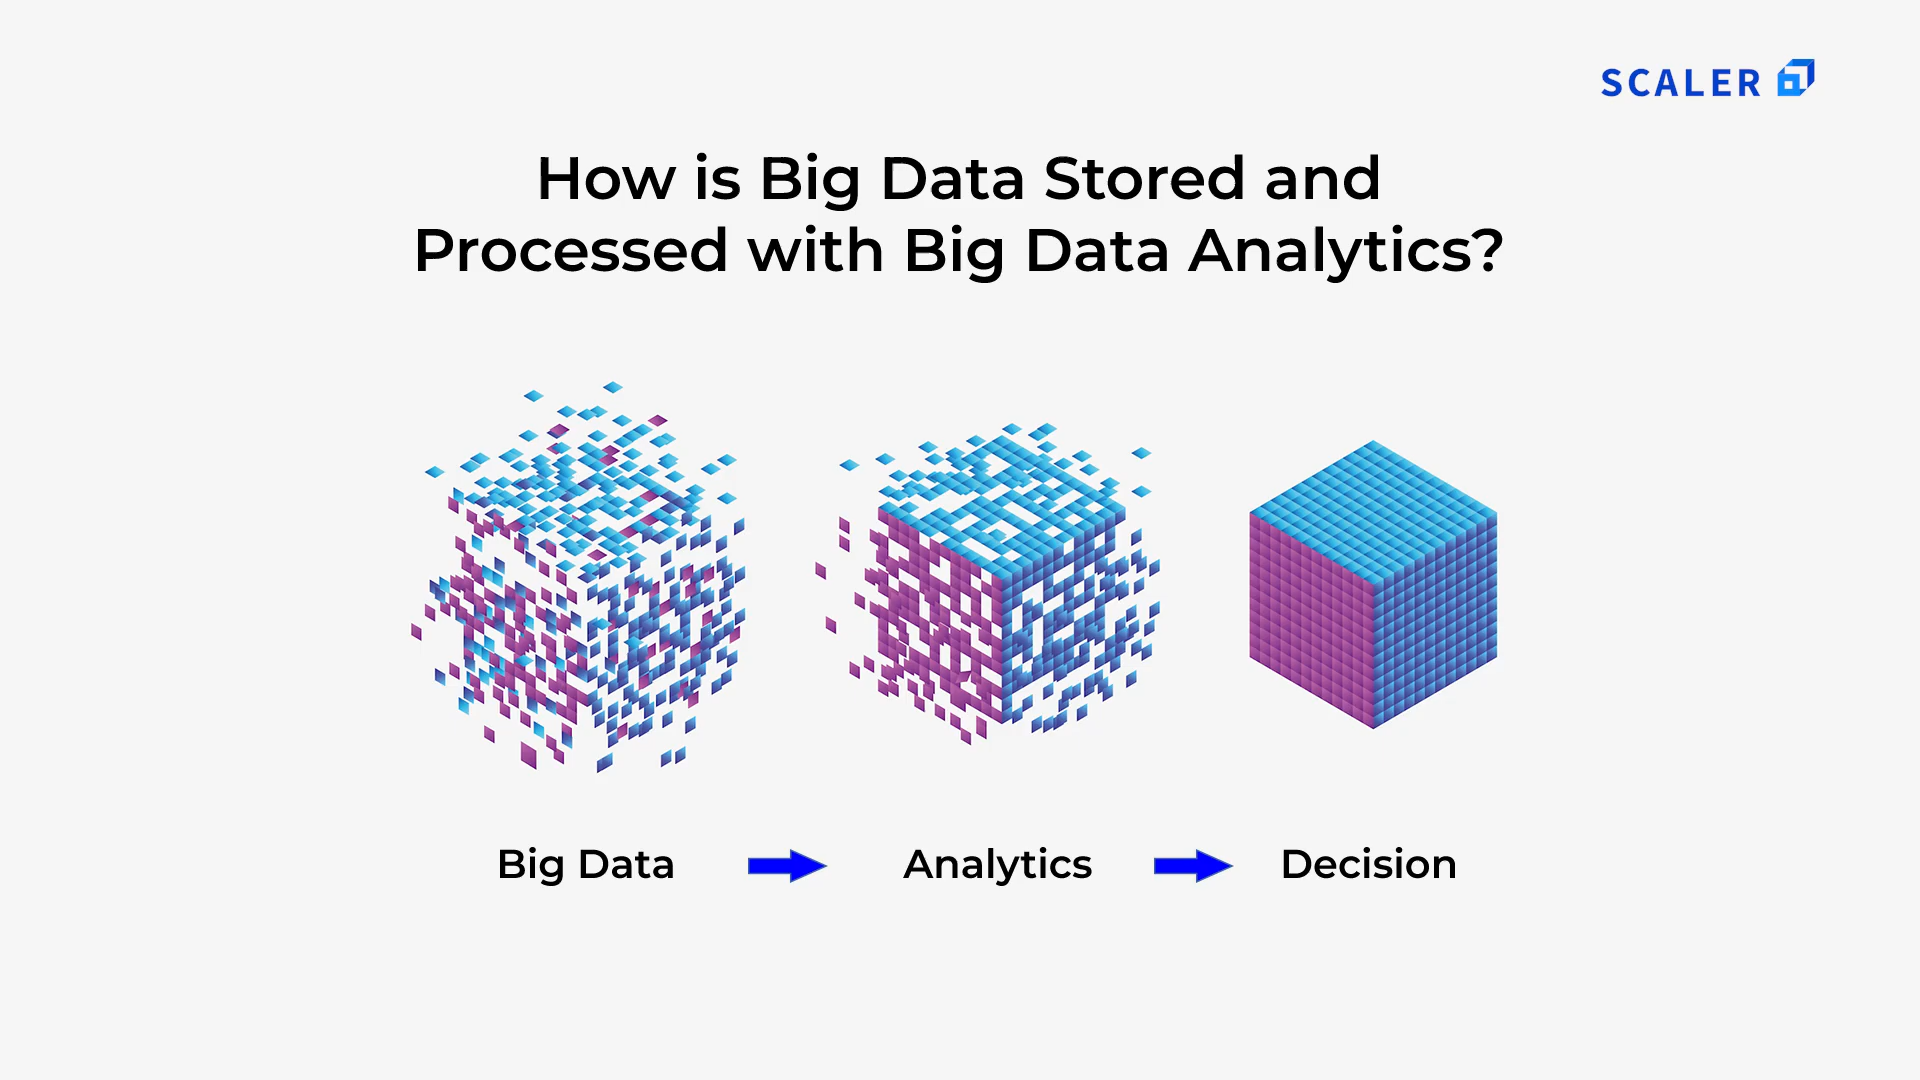 SCALER
How is Big Data Stored and
Processed with Big Data Analytics?
Big Data
Analytics
Decision